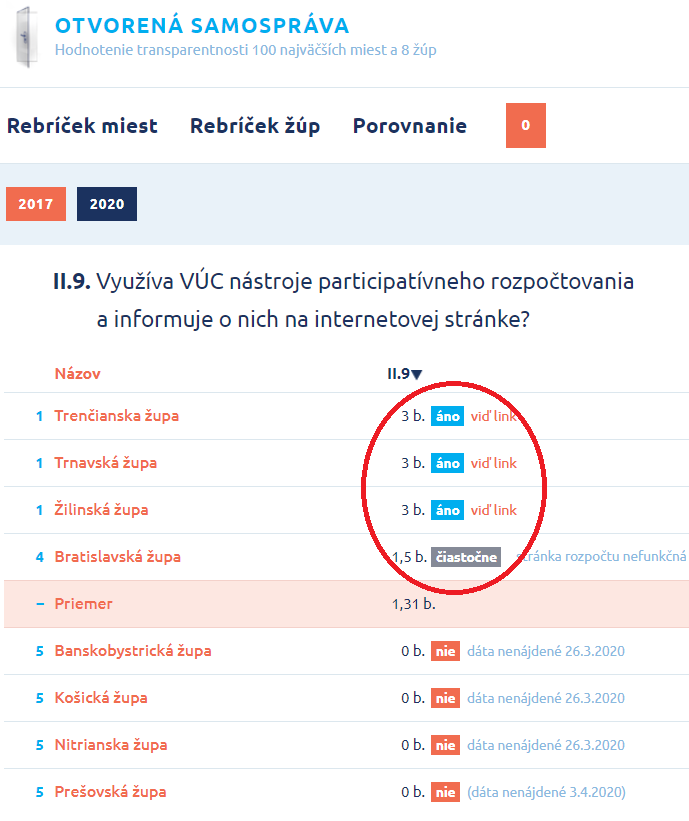 OTVORENÁ SAMOSPRÁVA
Hodnotenie transparentnosti 100 najväčších miest a 8 žúp
Rebríček miest Rebríček žúp Porovnanie 0
2017 2020
II.9. Využíva VÚC nástroje participatívneho rozpočtovania
a informuje o nich na internetovej stránke?
Názov II.9▼
1 Trenčianska župa 3 b. áno viď link
1 Trnavská župa 3 b. áno viď link
1 Žilinská župa 3 b. áno viď link
4 Bratislavská župa 1,5 b. čiastočne stránka rozpočtu nefunkčná
– Priemer 1,31 b.
5 Banskobystrická župa 0 b. nie dáta nenájdené 26.3.2020
5 Košická župa 0 b. nie dáta nenájdené 26.3.2020
5 Nitrianska župa 0 b. nie dáta nenájdené 26.3.2020
5 Prešovská župa 0 b. nie (dáta nenájdené 3.4.2020)